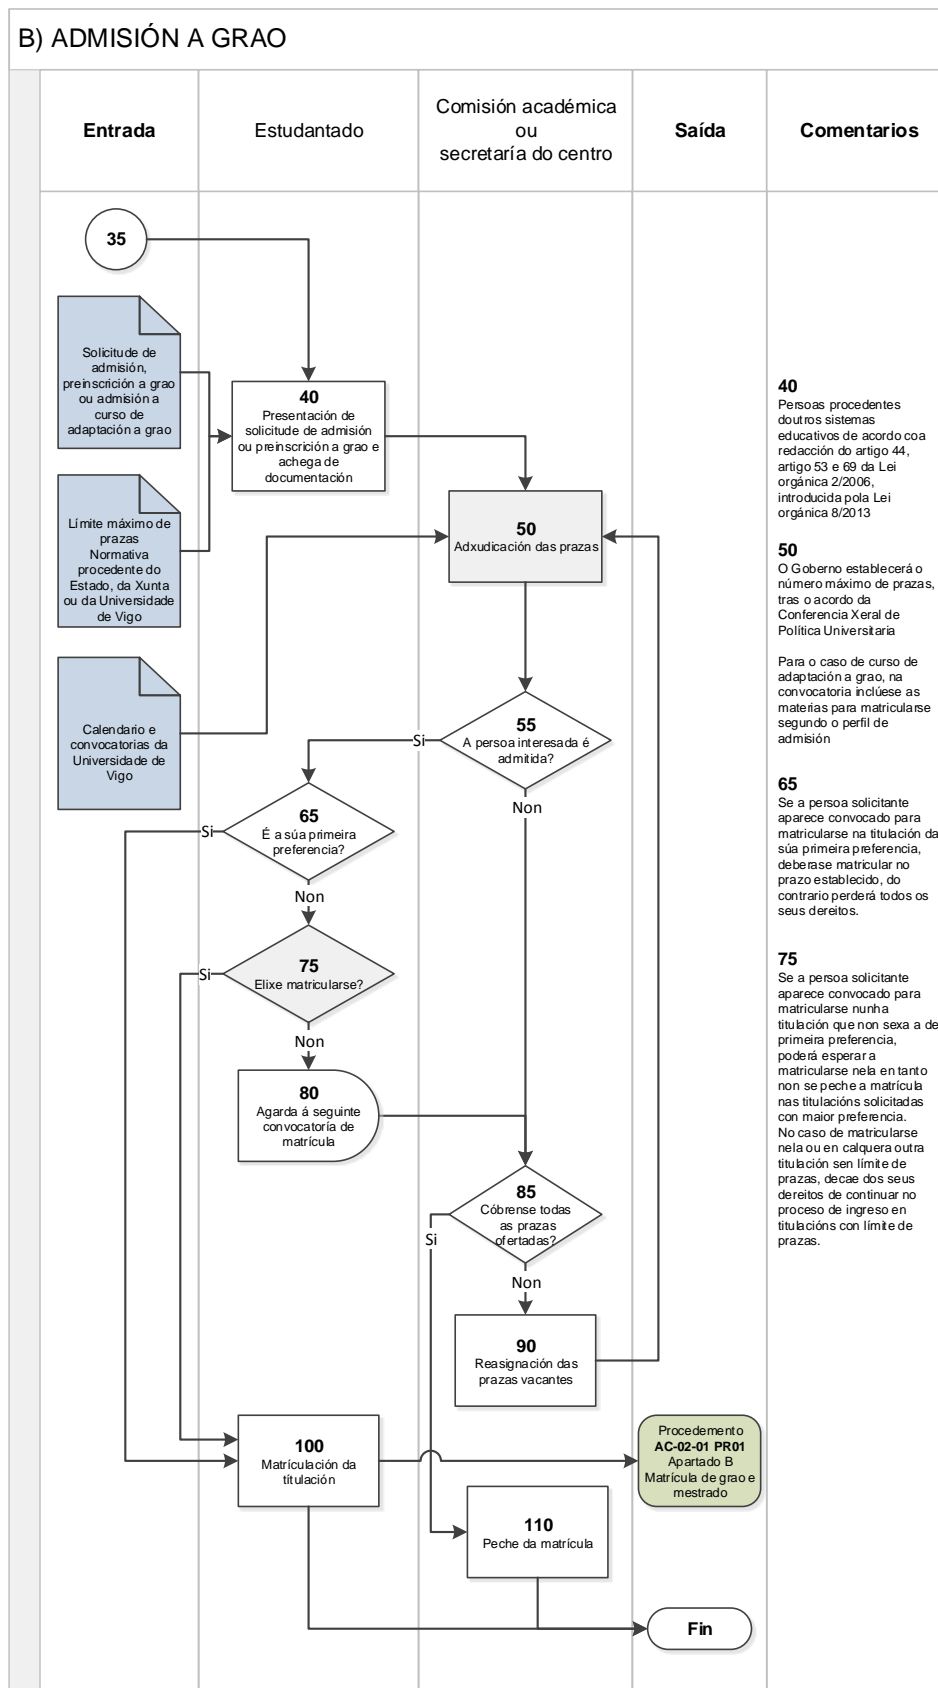 B) ADMISIÓN A GRAO
Entrada
Estudantado
Comisión académica
ou
secretaría do centro
Saída
Comentarios
35
Solicitude de
admisión,
preinscrición a grao
ou admisión a
curso de
adaptación a grao
Límite máximo de
prazas
Normativa
procedente do
Estado, da Xunta
ou da Universidade
de Vigo
Calendario e
convocatorias da
Universidade de
Vigo
40
Presentación de
solicitude de admisión
ou preinscrición a grao e
achega de
documentación
50
Adxudicación das prazas
55
A persoa interesada é
admitida?
Si
Non
65
É a súa primeira
preferencia?
Si
Non
75
Elixe matricularse?
Si
Non
80
Agarda á seguinte
convocatoría de
matrícula
85
Cóbrense todas
as prazas
ofertadas?
Si
Non
90
Reasignación das
prazas vacantes
100
Matrículación da
títulación
Procedemento
AC-02-01 PR01
Apartado B
Matrícula de grao e
mestrado
110
Peche da matrícula
Fin
40
Persoas procedentes
doutros sistemas
educativos de acordo coa
redacción do artigo 44,
artigo 53 e 69 da Lei
orgánica 2/2006,
introducida pola Lei
orgánica 8/2013
50
O Goberno establecerá o
número máximo de prazas,
tras o acordo da
Conferencia Xeral de
Política Universitaria
Para o caso de curso de
adaptación a grao, na
convocatoria inclúese as
materias para matricularse
segundo o perfil de
admisión
65
Se a persoa solicitante
aparece convocado para
matricularse na titulación da
súa primeira preferencia,
deberase matricular no
prazo establecido, do
contrario perderá todos os
seus dereitos.
75
Se a persoa solicitante
aparece convocado para
matricularse nunha
titulación que non sexa a de
primeira preferencia,
poderá esperar a
matricularse nela en tanto
non se peche a matrícula
nas titulacións solicitadas
con maior preferencia.
No caso de matricularse
nela ou en calquera outra
titulación sen límite de
prazas, decae dos seus
dereitos de continuar no
proceso de ingreso en
titulacións con límite de
prazas.